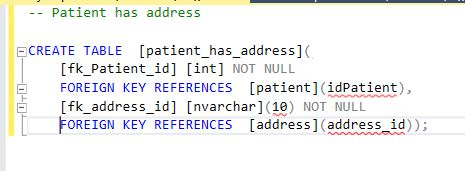 -- Patient has address
CREATE TABLE [patient_has_address](
[fk_Patient_id] [int] NOT NULL
FOREIGN KEY REFERENCES [patient](idPatient),
[fk_address_id] [nvarchar](10) NOT NULL
FOREIGN KEY REFERENCES [address](address_id));